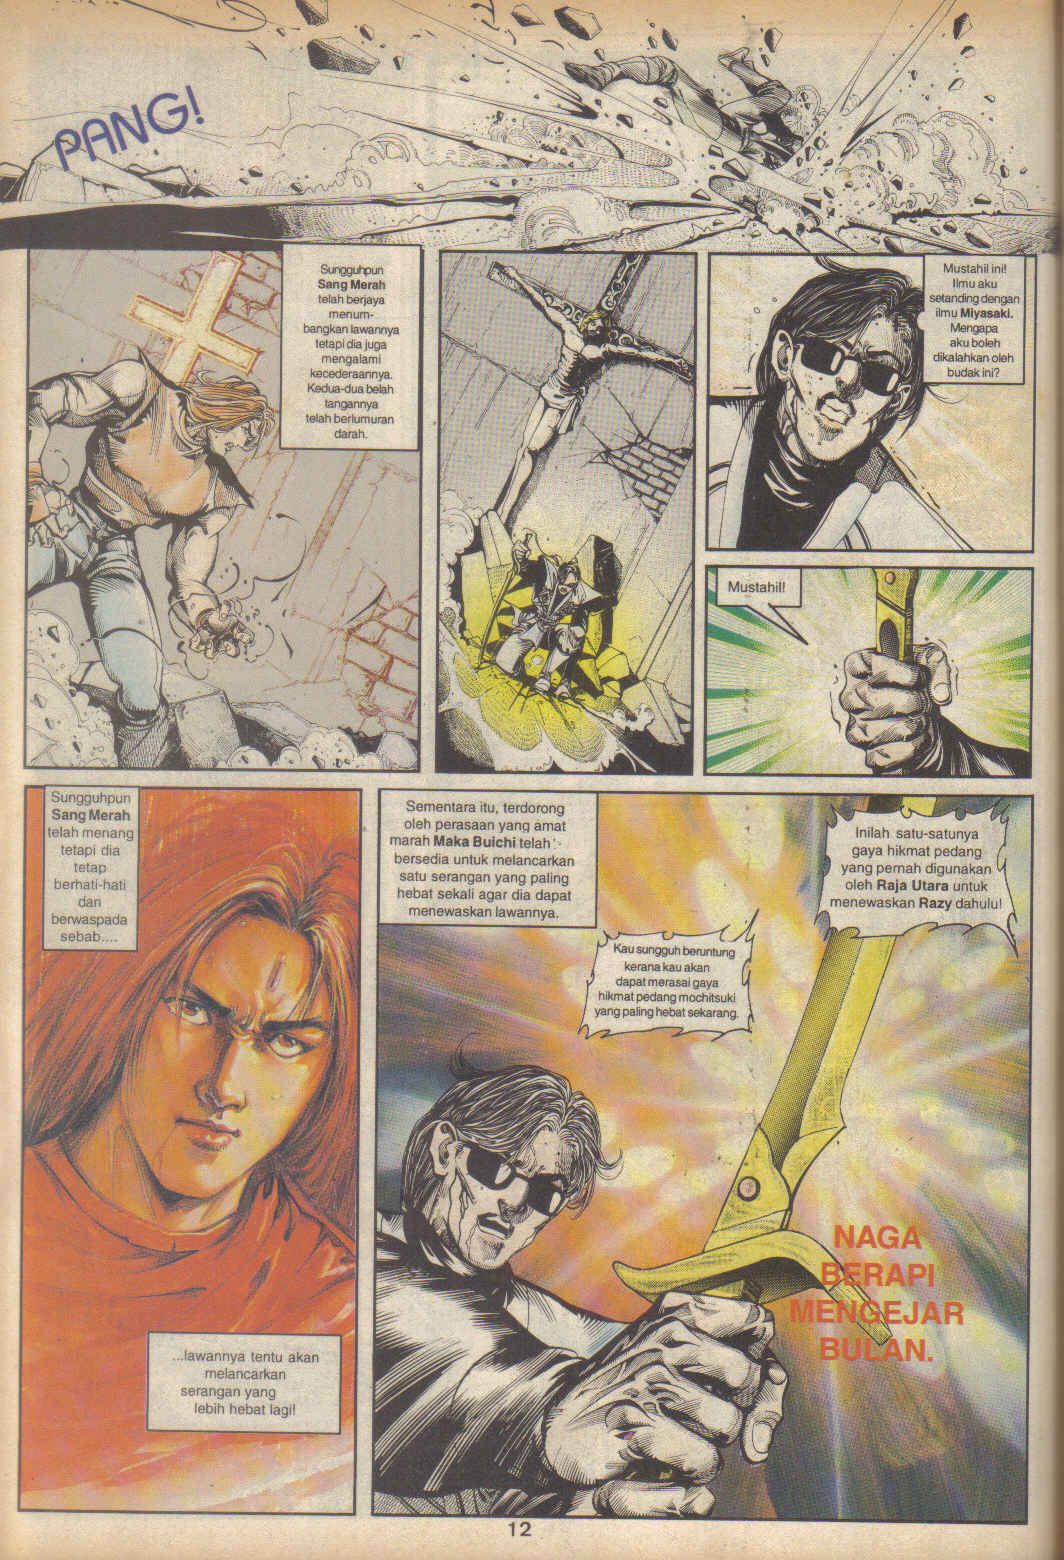 PANG!
Sungguhpun
Sang Merah
telah berjaya
menum-
bangkan lawannya
tetapi dia juga
mengalami
kecederaannya.
Kedua-dua belah
tangannya
telah berlumuran
darah.
Mustahil ini!
Ilmu aku
setanding dengan
ilmu Miyasaki.
Mengapa
aku boleh
dikalahkan oleh
budak ini?
Mustahil!
Sungguhpun
Sang Merah
telah menang
tetapi dia
tetap
berhati-hati
dan
berwaspada
sebab....
...lawannya tentu akan
melancarkan
serangan yang
lebih hebat lagi!
Sementara itu, terdorong
oleh perasaan yang amat
marah Maka Buichi telah
bersedia untuk melancarkan
satu serangan yang paling
hebat sekali agar dia dapat
menewaskan lawannya.
Kau sungguh beruntung
kerana kau akan
dapat merasai gaya
hikmat pedang mochitsuki
yang paling hebat sekarang.
Inilah satu-satunya
gaya hikmat pedang
yang pernah digunakan
oleh Raja Utara untuk
menewaskan Razy dahulu!
NAGA
BERAPI
MENGEJAR
BULAN.
12